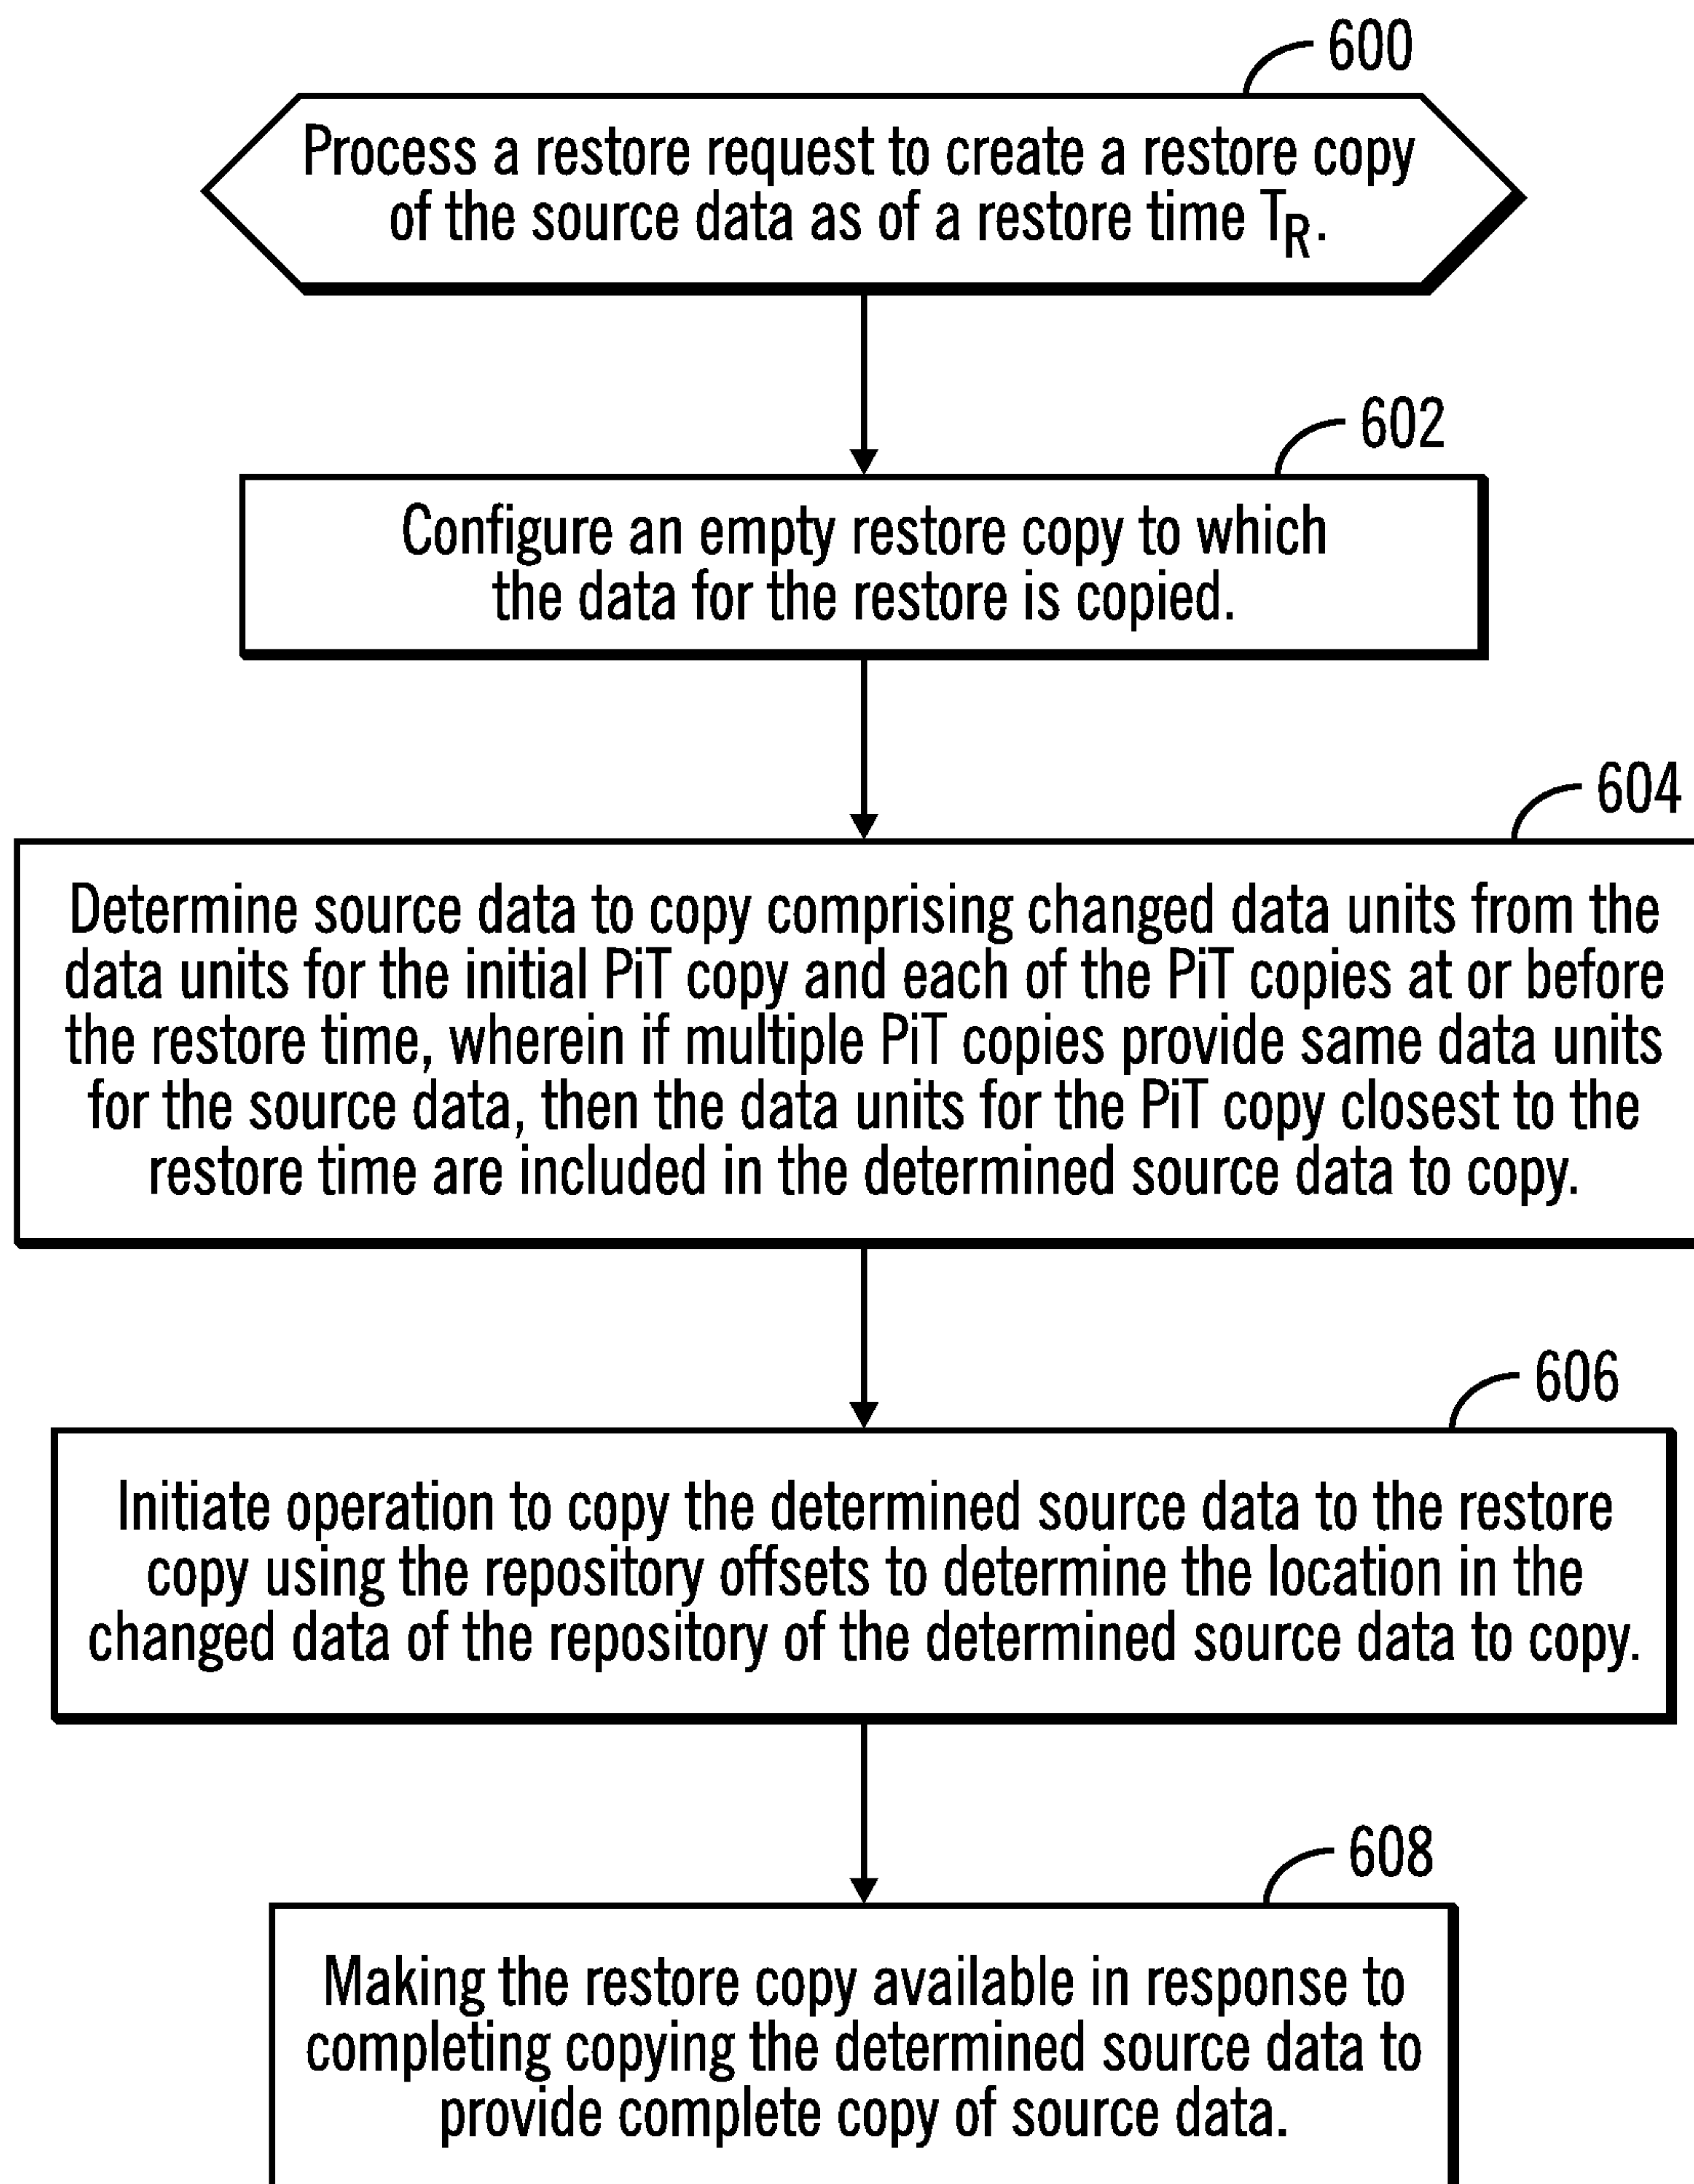 600
Process a restore request to create a restore copy
of the source data as of a restore time TR.
602
Configure an empty restore copy to which
the data for the restore is copied.
604
Determine source data to copy comprising changed data units from the
data units for the initial PiT copy and each of the PiT copies at or before
the restore time, wherein if multiple PiT copies provide same data units
for the source data, then the data units for the PiT copy closest to the
restore time are included in the determined source data to copy.
606
Initiate operation to copy the determined source data to the restore
copy using the repository offsets to determine the location in the
changed data of the repository of the determined source data to copy.
608
Making the restore copy available in response to
completing copying the determined source data to
provide complete copy of source data.